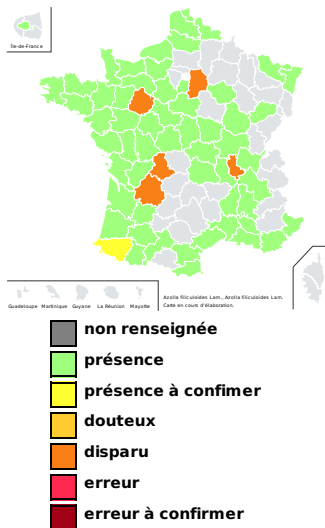 Île-de-France
Guadeloupe Martinique Guyane La Réunion Mayotte
Azolla filiculoides Lam., Azolla filiculoides Lam.
Carte en cours d'élaboration.
non renseignée
présence
présence à confimer
douteux
disparu
erreur
erreur à confirmer